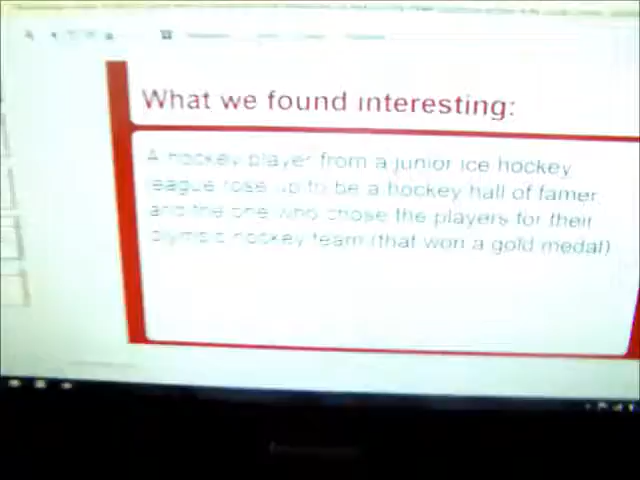 What we found interesting:
A hockey player from a junior ice hockey
league rose up to be a hockey hall of famer
and the one who chose the players for their
olympic hockey team (that won a gold medal)